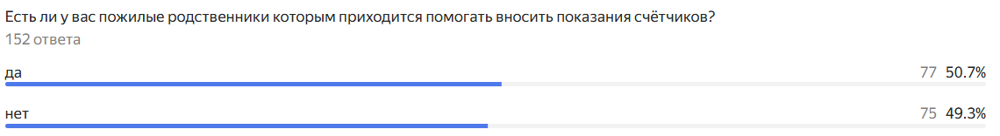 Есть ли у вас пожилые родственники которым приходится помогать вносить показания счётчиков?
152 ответа
да 77 50.7%
нет 75 49.3%